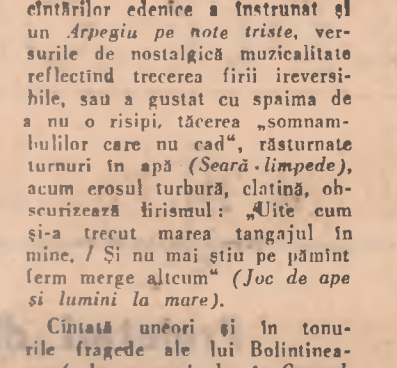 cîntărilor edenice a înstrunat și
un Arpegiu pe note triste, ver-
surile de nostalgică muzicalitate
reflectînd trecerea firii ireversi-
bile, sau a gustat cu spaima de
a nu o risipi, tăcerea „somnam-
bulilor care nu cad“, răsturnate
turnuri în apă (Seară limpede),
acum erosul turbură, clatină, ob-
scurizează lirismul : „Uite cum
și-a trecut marea tangajul în
mine, / Și nu mai știu pe pămînt
ferm merge altcum“ (Joc de ape
și lumini la mare).
Cîntată uneori și în tonu-
rile fragede ale lui Bolintinea-